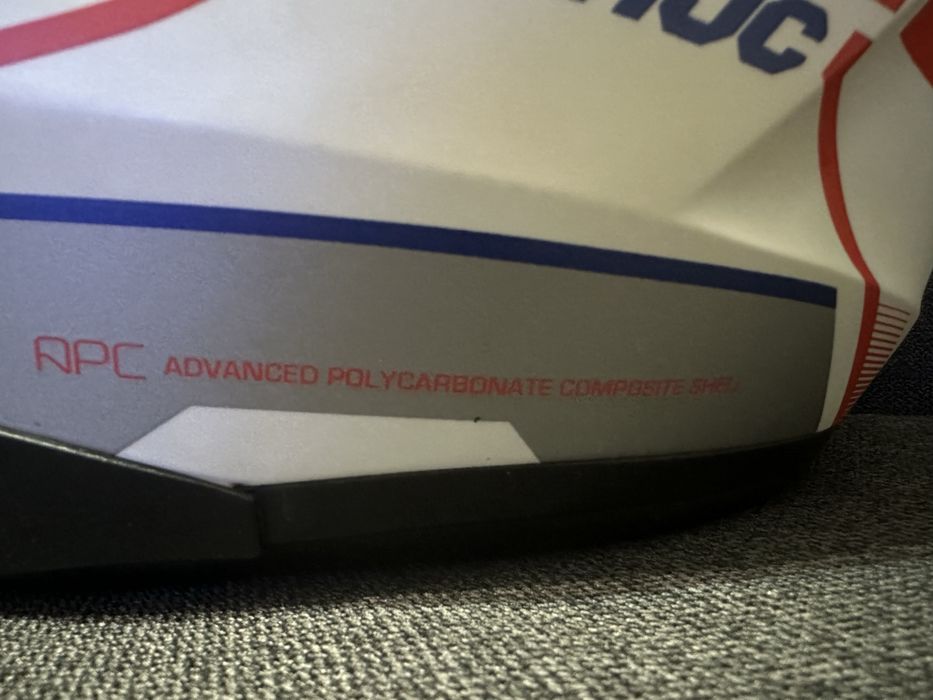 APC ADVANCED POLYCARBONATE COMPOSITE SHELL